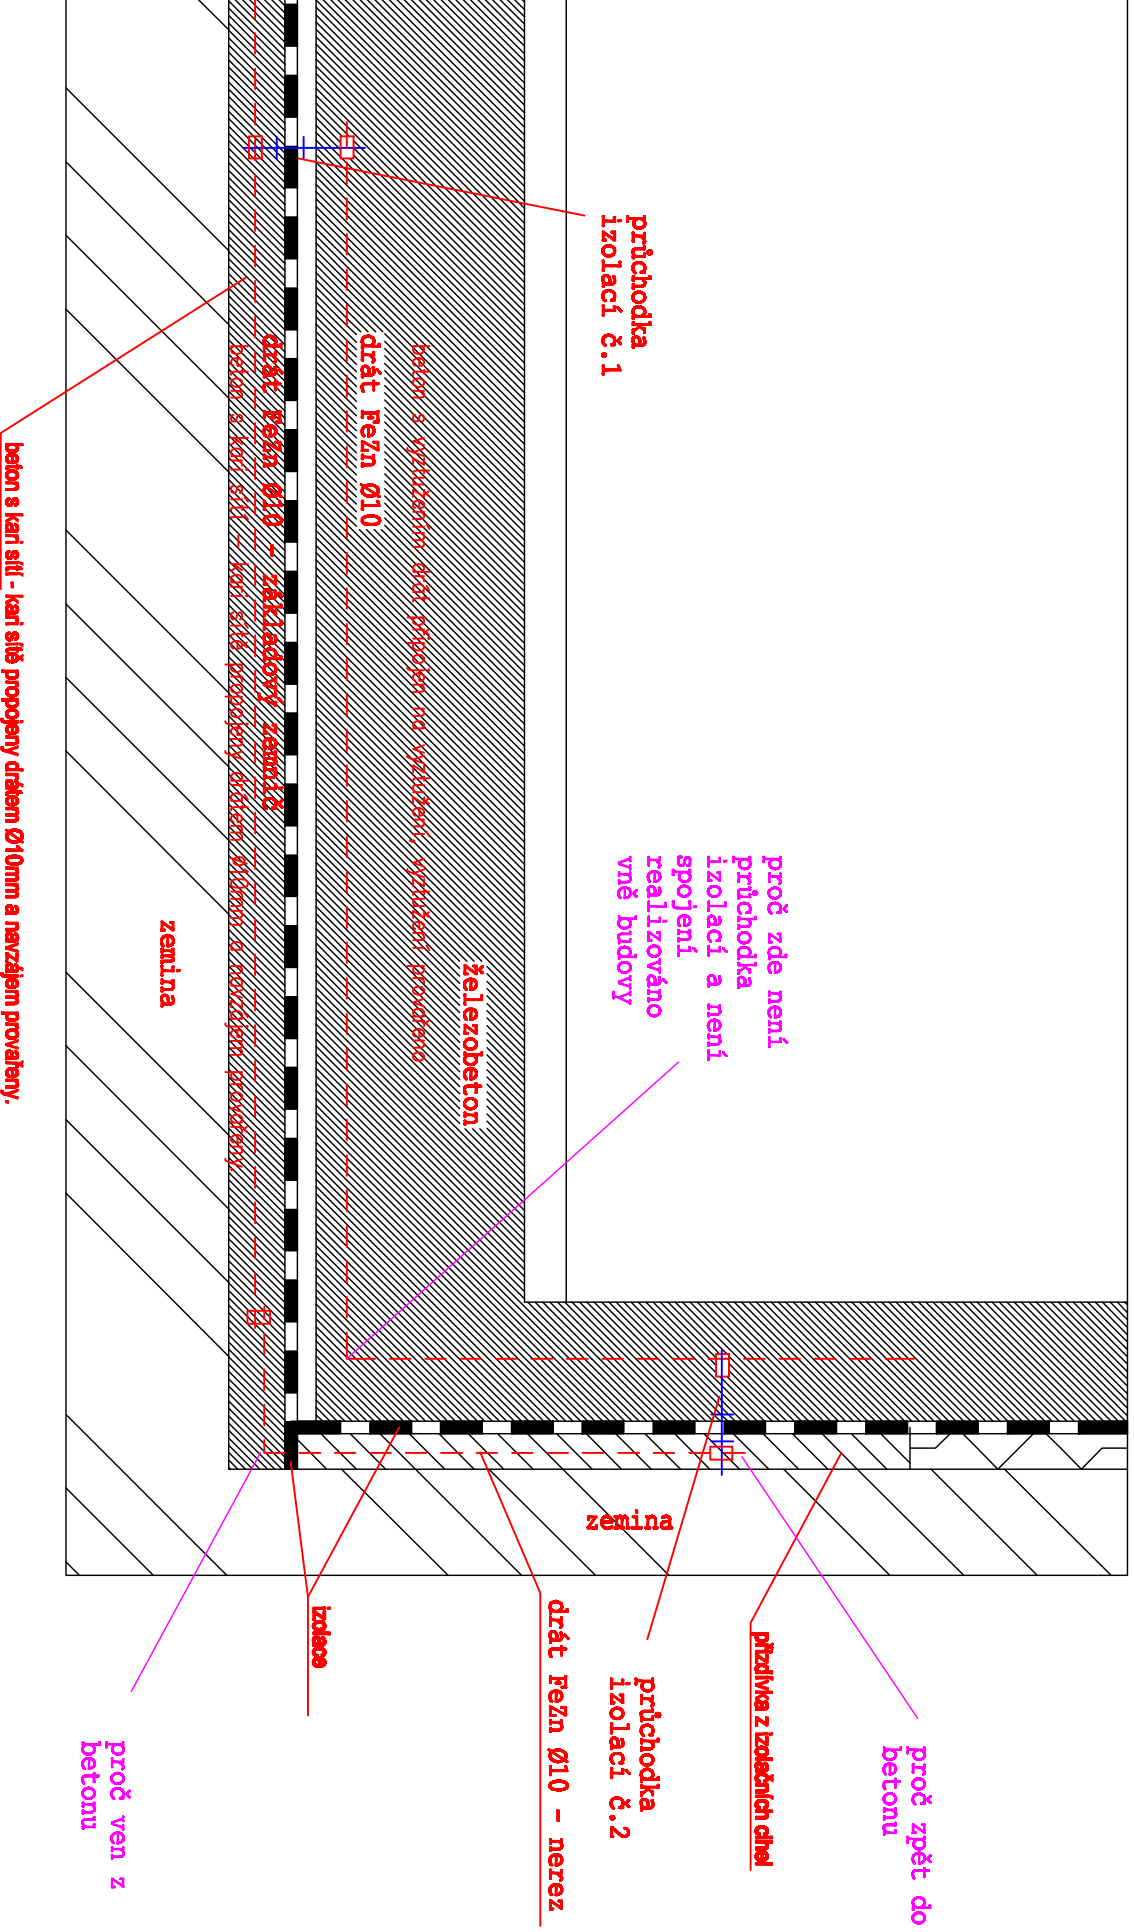 průchodka
izolací č.1
beton s vyztužením drát připojen na vyztužení, vyztužení provařeno
drát FeZn Ø10
drát FeZn Ø10 - základový zemnič
beton s kari sítí - kari sítě propojeny drátem ø10mm a navzájem provařeny.
beton s kari sítí - kari sítě propojeny drátem Ø10mm a navzájem provařeny.
proč zde není
průchodka
izolací a není
spojení
realizováno
vně budovy
železobeton
zemina
zemina
proč zpět do
betonu
přizdívka z izolačních cihel
průchodka
izolací č.2
drát FeZn Ø10 - nerez
izolace
proč ven z
betonu